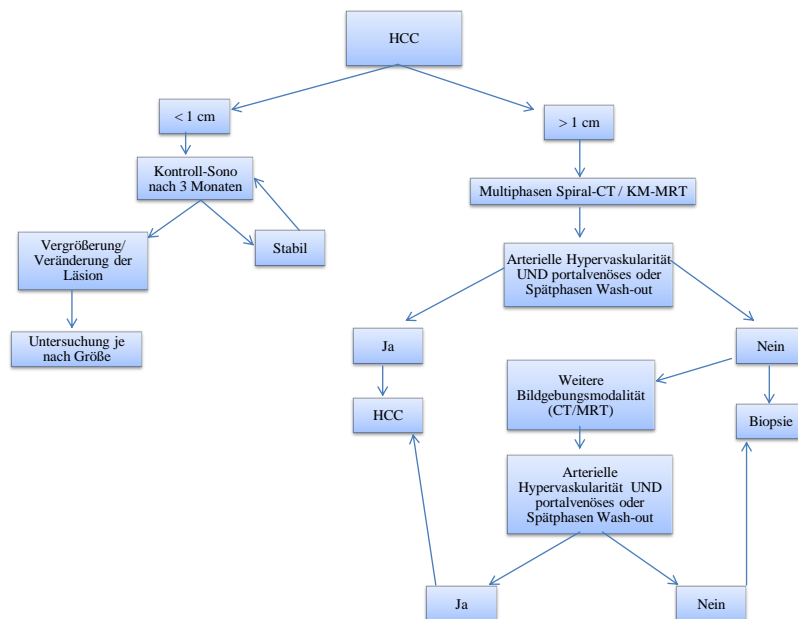 HCC
< 1 cm
> 1 cm
Kontroll-Sono
nach 3 Monaten
Multiphasen Spiral-CT / KM-MRT
Vergrößerung/
Veränderung der
Läsion
Stabil
Arterielle Hypervaskularität
UND portalvenöses oder
Spätphasen Wash-out
Untersuchung je
nach Größe
Ja
Nein
Weitere
Bildgebungsmodalität
(CT/MRT)
HCC
Biopsie
Arterielle
Hypervaskularität UND
portalvenöses oder
Spätphasen Wash-out
Ja
Nein